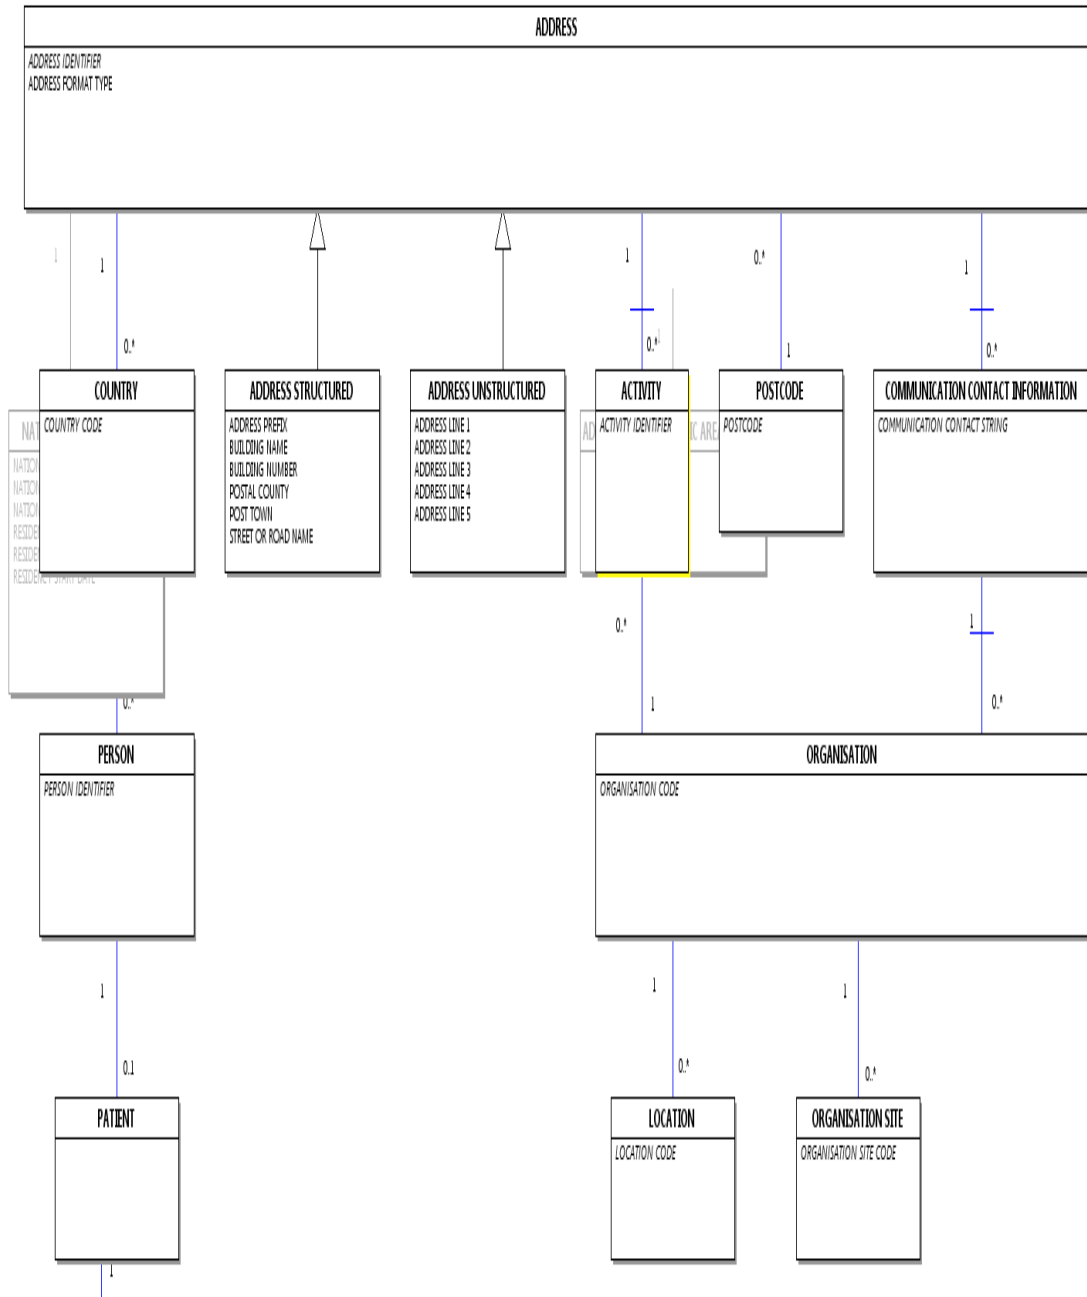 ADDRESS
ADDRESS IDENTIFIER
ADDRESS FORMAT TYPE
1
1
0..*
1
0..*
0..*
1
1
0..*
COUNTRY
COUNTRY CODE
ADDRESS STRUCTURED
ADDRESS PREFIX
BUILDING NAME
BUILDING NUMBER
POSTAL COUNTY
POST TOWN
STREET OR ROAD NAME
ADDRESS UNSTRUCTURED
ADDRESS LINE 1
ADDRESS LINE 2
ADDRESS LINE 3
ADDRESS LINE 4
ADDRESS LINE 5
ACTIVITY
ACTIVITY IDENTIFIER
POSTCODE
POSTCODE
COMMUNICATION CONTACT INFORMATION
COMMUNICATION CONTACT STRING
RESIDENCY START DATE
0..*
0..*
1
1
0..*
PERSON
PERSON IDENTIFIER
ORGANISATION
ORGANISATION CODE
1
0..1
1
0..*
1
0..*
PATIENT
LOCATION
LOCATION CODE
ORGANISATION SITE
ORGANISATION SITE CODE
1